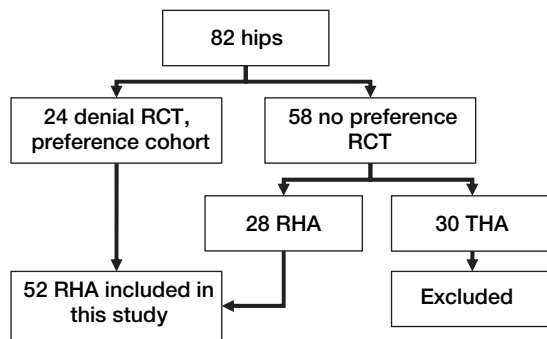 82 hips
24 denial RCT,
preference cohort
58 no preference
RCT
28 RHA
30 THA
52 RHA included in
this study
Excluded